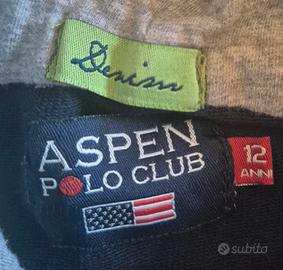 Denim
ASPEN
POLO CLUB
12
ANNI
subito